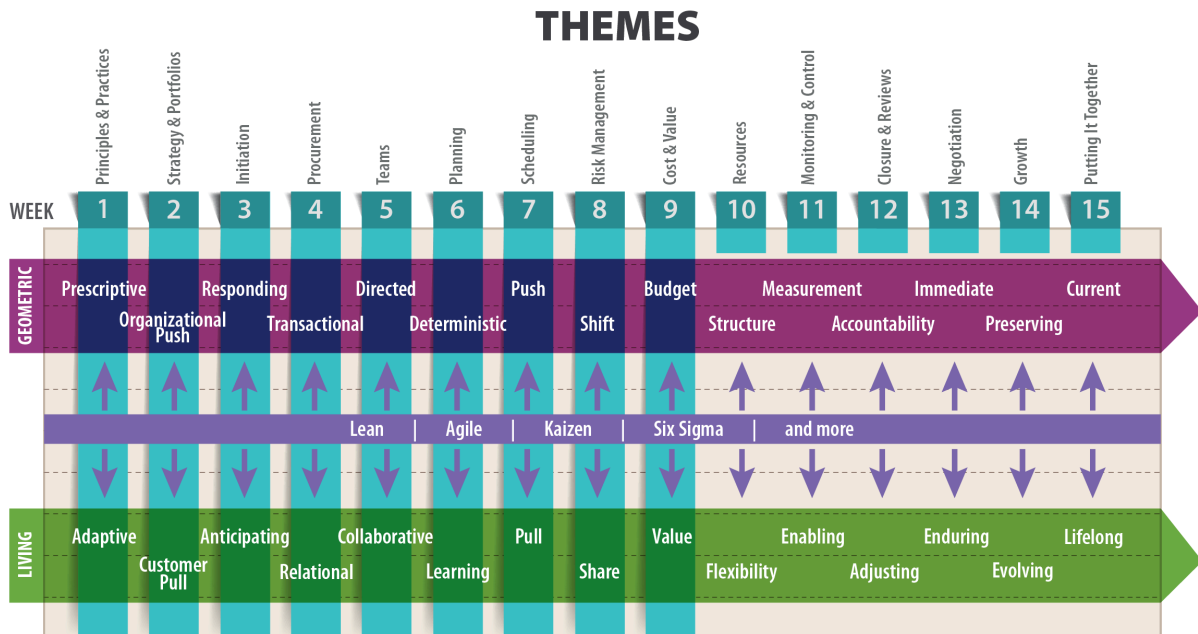 THEMES
Principles & Practices
Strategy & Portfolios
Initiation
Procurement
Teams
Planning
Scheduling
Risk Management
Cost & Value
Resources
Monitoring & Control
Closure & Reviews
Negotiation
Growth
Putting It Together
WEEK 1 2 3 4 5 6 7 8 9 10 11 12 13 14 15
GEOMETRIC
Prescriptive Responding Directed Push Budget Measurement Immediate Current
Organizational
Push
Transactional Deterministic Shift Structure Accountability Preserving
Lean | Agile | Kaizen | Six Sigma | and more
LIVING
Adaptive Anticipating Collaborative Pull Value Enabling Enduring Lifelong
Customer
Pull
Relational Learning Share Flexibility Adjusting Evolving